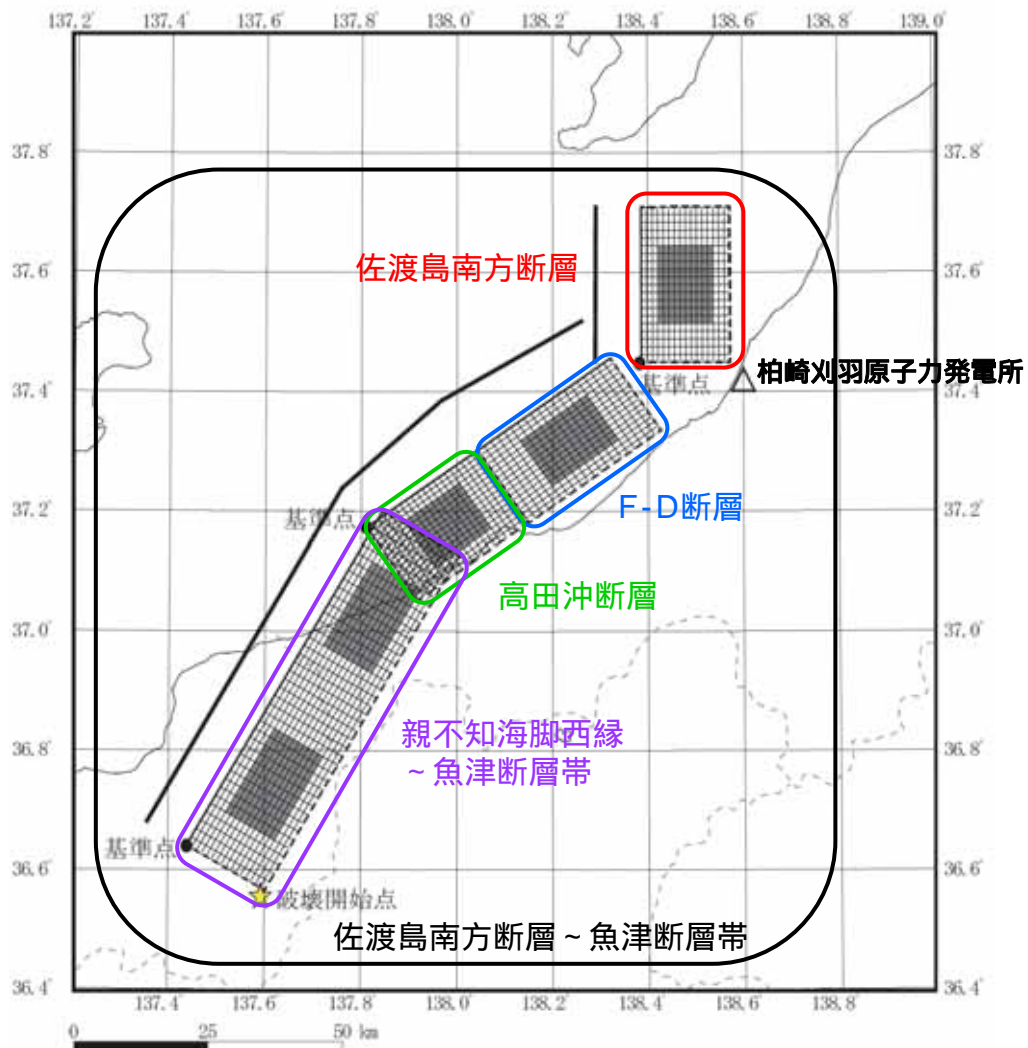 137.2° 137.4° 137.6° 137.8° 138.0° 138.2° 138.4° 138.6° 138.8° 139.0°
37.8° 37.8°
37.6° 佐渡島南方断層 37.6°
37.4° 基準点 柏崎刈羽原子力発電所 37.4°
37.2° 基準点 F-D断層 37.2°
高田沖断層
37.0° 37.0°
親不知海脚西縁
36.8° 36.8°
~魚津断層帯
基準点
36.6° 36.6°
破壊開始点
佐渡島南方断層~魚津断層帯
36.4° 36.4°
137.4° 137.6° 137.8° 138.0° 138.2° 138.4° 138.6° 138.8°
0 25 50 km